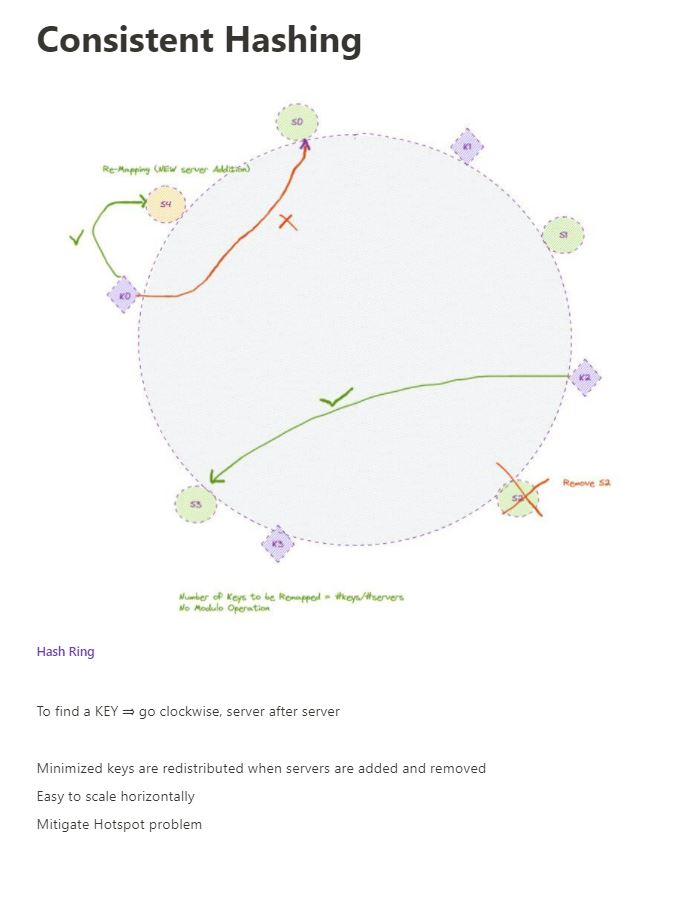 Consistent Hashing
S0
K1
Re-Mapping (NEW server Addition)
S4
S1
K0
K2
Remove S2
S2
S3
K3
Number of Keys to be Remapped = #keys/#servers
No Modulo Operation
Hash Ring
To find a KEY ⇒ go clockwise, server after server
Minimized keys are redistributed when servers are added and removed
Easy to scale horizontally
Mitigate Hotspot problem